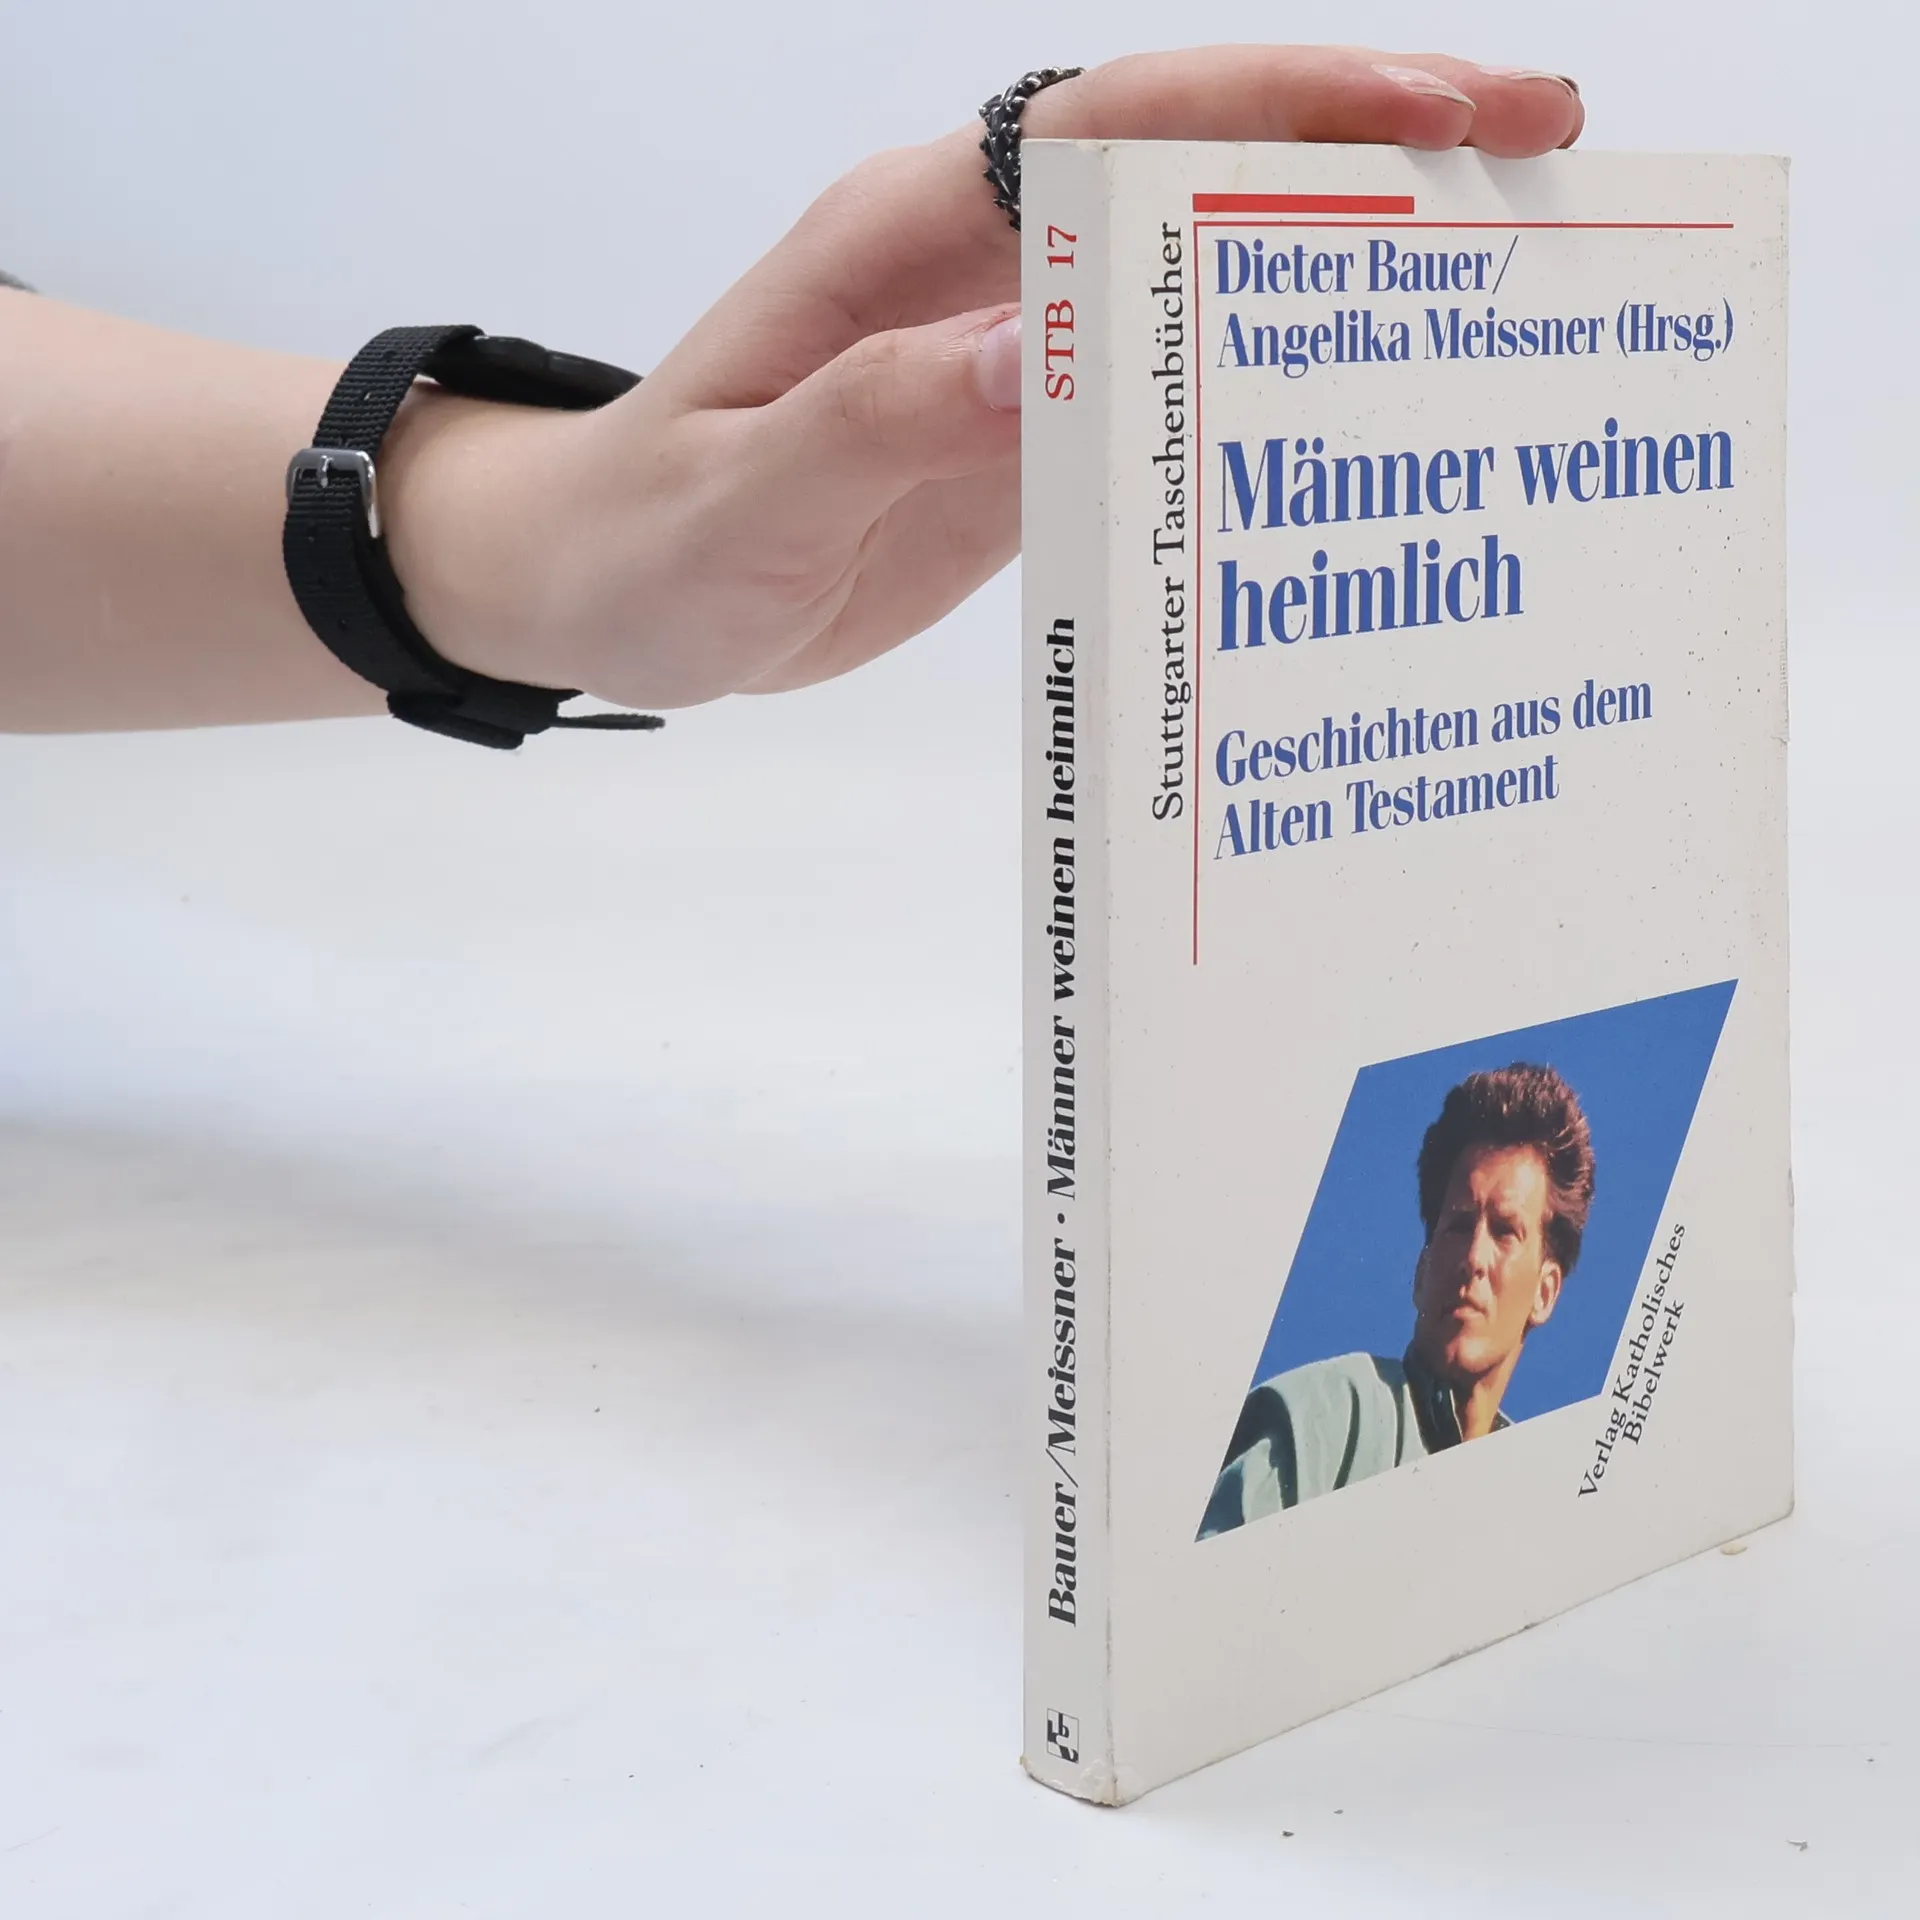 STB 17
Bauer/Meissner · Männer weinen heimlich
Stuttgarter Taschenbücher
Dieter Bauer/
Angelika Meissner (Hrsg.)
Männer weinen
heimlich
Geschichten aus dem
Alten Testament
Verlag Katholisches
Bibelwerk